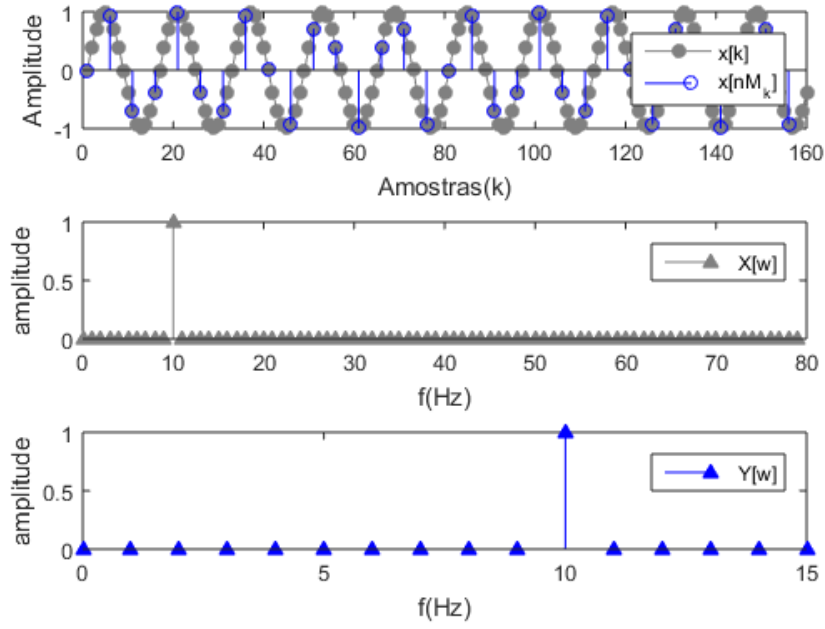 Amplitude
1
0
-1
x[k]
x[nM_k]
0 20 40 60 80 100 120 140 160
Amostras(k)
amplitude
1
0.5
0
X[w]
0 10 20 30 40 50 60 70 80
f(Hz)
amplitude
1
0.5
0
Y[w]
0 5 10 15
f(Hz)